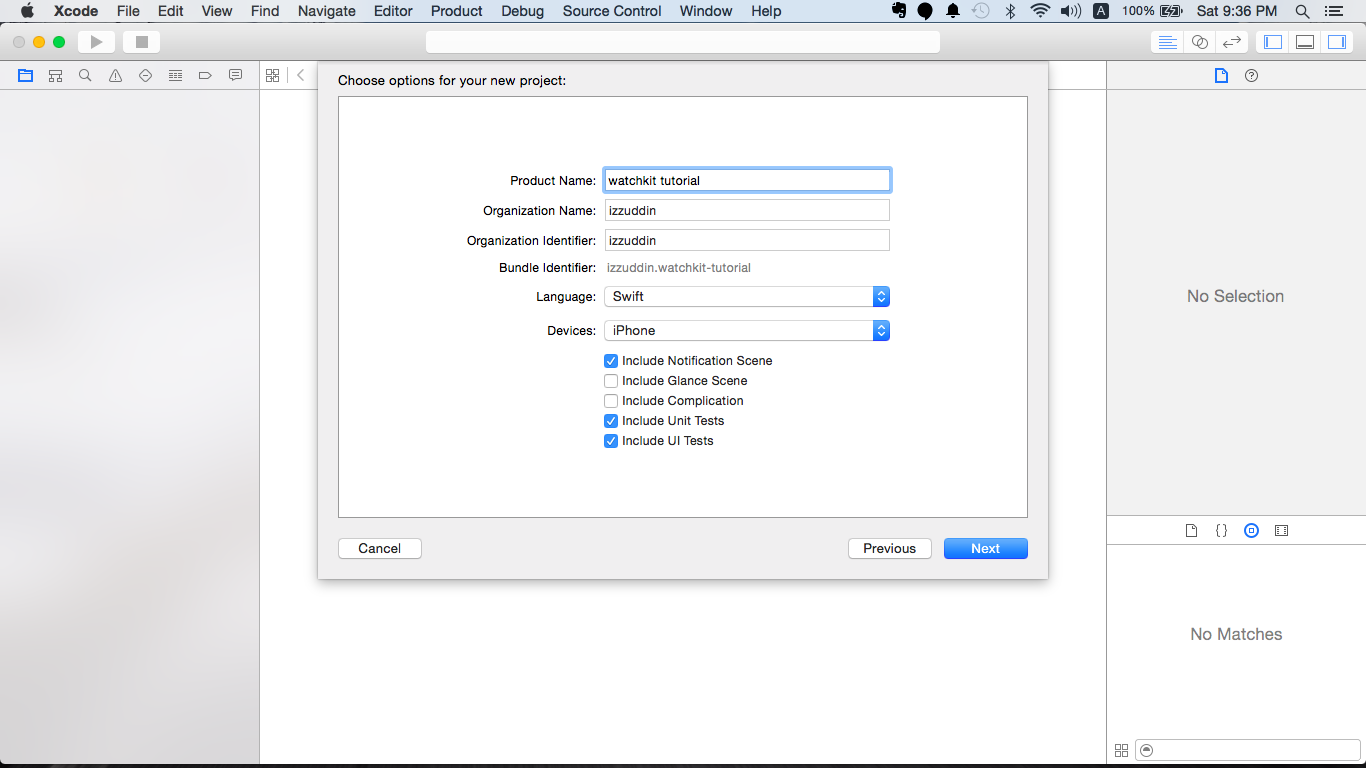 Xcode File Edit View Find Navigate Editor Product Debug Source Control Window Help A 100% Sat 9:36 PM
Choose options for your new project:
Product Name: watchkit tutorial
Organization Name: izzuddin
Organization Identifier: izzuddin
Bundle Identifier: izzuddin.watchkit-tutorial
Language: Swift
Devices: iPhone
Include Notification Scene
Include Glance Scene
Include Complication
Include Unit Tests
Include UI Tests
Cancel Previous Next
No Selection
No Matches